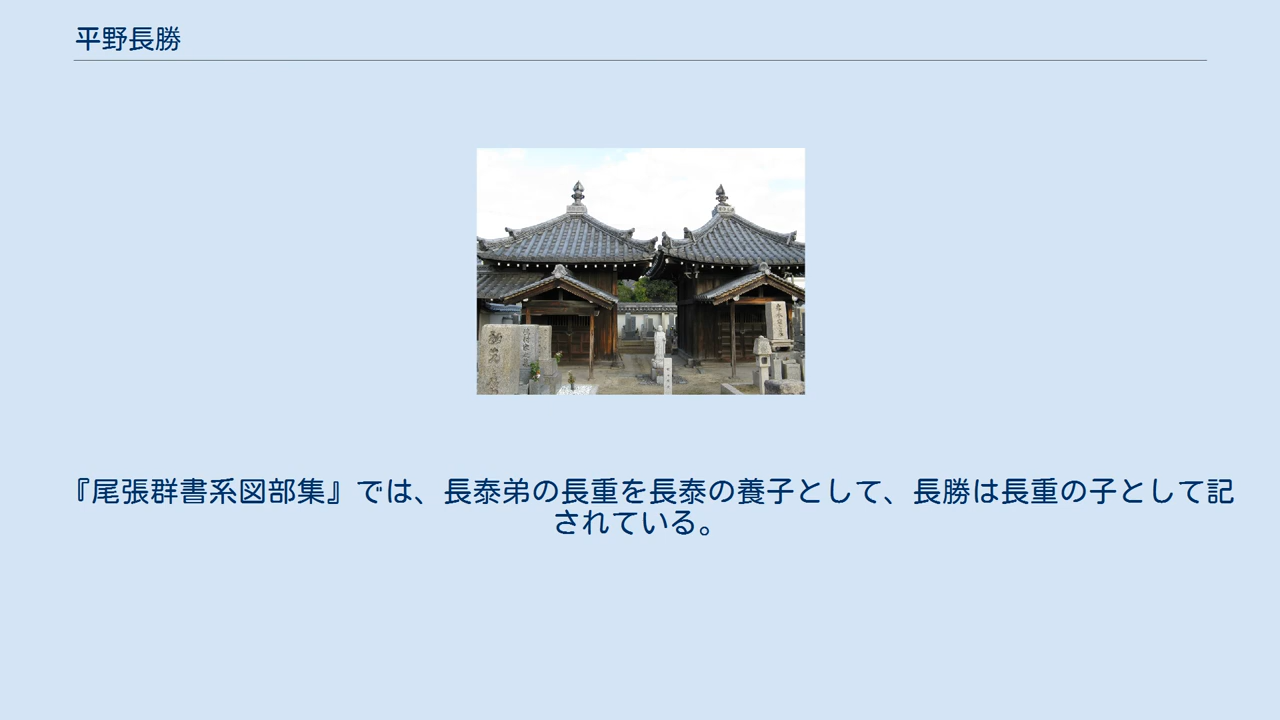 平野長勝
『尾張群書系図部集』では、長泰弟の長重を長泰の養子として、長勝は長重の子として記
されている。